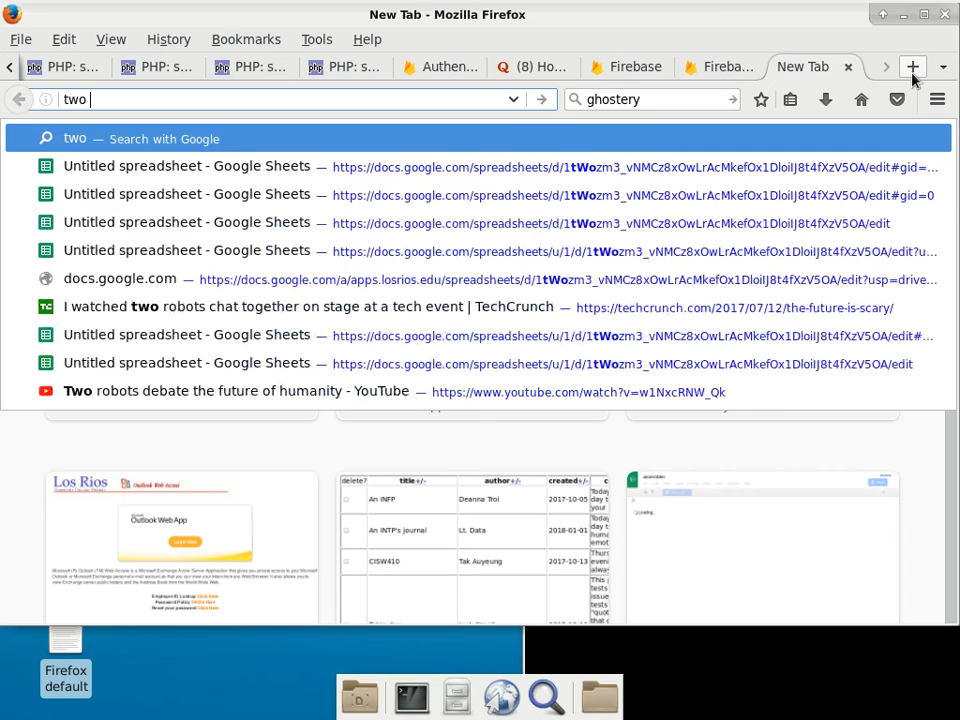 New Tab - Mozilla Firefox
File Edit View History Bookmarks Tools Help
PHP: s... PHP: s... PHP: s... PHP: s... Authen... (8) Ho... Firebase Fireba... New Tab
two ghostery
two — Search with Google
Untitled spreadsheet - Google Sheets — https://docs.google.com/spreadsheets/d/1tWozm3_vNMCz8xOwLrAcMkefOx1DloiIJ8t4fXzV5OA/edit#gid=...
Untitled spreadsheet - Google Sheets — https://docs.google.com/spreadsheets/d/1tWozm3_vNMCz8xOwLrAcMkefOx1DloiIJ8t4fXzV5OA/edit#gid=0
Untitled spreadsheet - Google Sheets — https://docs.google.com/spreadsheets/d/1tWozm3_vNMCz8xOwLrAcMkefOx1DloiIJ8t4fXzV5OA/edit
Untitled spreadsheet - Google Sheets — https://docs.google.com/spreadsheets/u/1/d/1tWozm3_vNMCz8xOwLrAcMkefOx1DloiIJ8t4fXzV5OA/edit?u...
docs.google.com — https://docs.google.com/a/apps.losrios.edu/spreadsheets/d/1tWozm3_vNMCz8xOwLrAcMkefOx1DloiIJ8t4fXzV5OA/edit?usp=drive...
I watched two robots chat together on stage at a tech event | TechCrunch — https://techcrunch.com/2017/07/12/the-future-is-scary/
Untitled spreadsheet - Google Sheets — https://docs.google.com/spreadsheets/u/1/d/1tWozm3_vNMCz8xOwLrAcMkefOx1DloiIJ8t4fXzV5OA/edit#...
Untitled spreadsheet - Google Sheets — https://docs.google.com/spreadsheets/u/1/d/1tWozm3_vNMCz8xOwLrAcMkefOx1DloiIJ8t4fXzV5OA/edit
Two robots debate the future of humanity - YouTube — https://www.youtube.com/watch?v=w1NxcRNW_Qk
Los Rios Outlook Web Access
Outlook Web App
delete? title+/- author+/- created+/-
An INFP Deanna Troi 2017-10-05
An INTP's journal Lt. Data 2018-01-01
CISW410 Tak Auyeung 2017-10-13
Loading...
Firefox
default